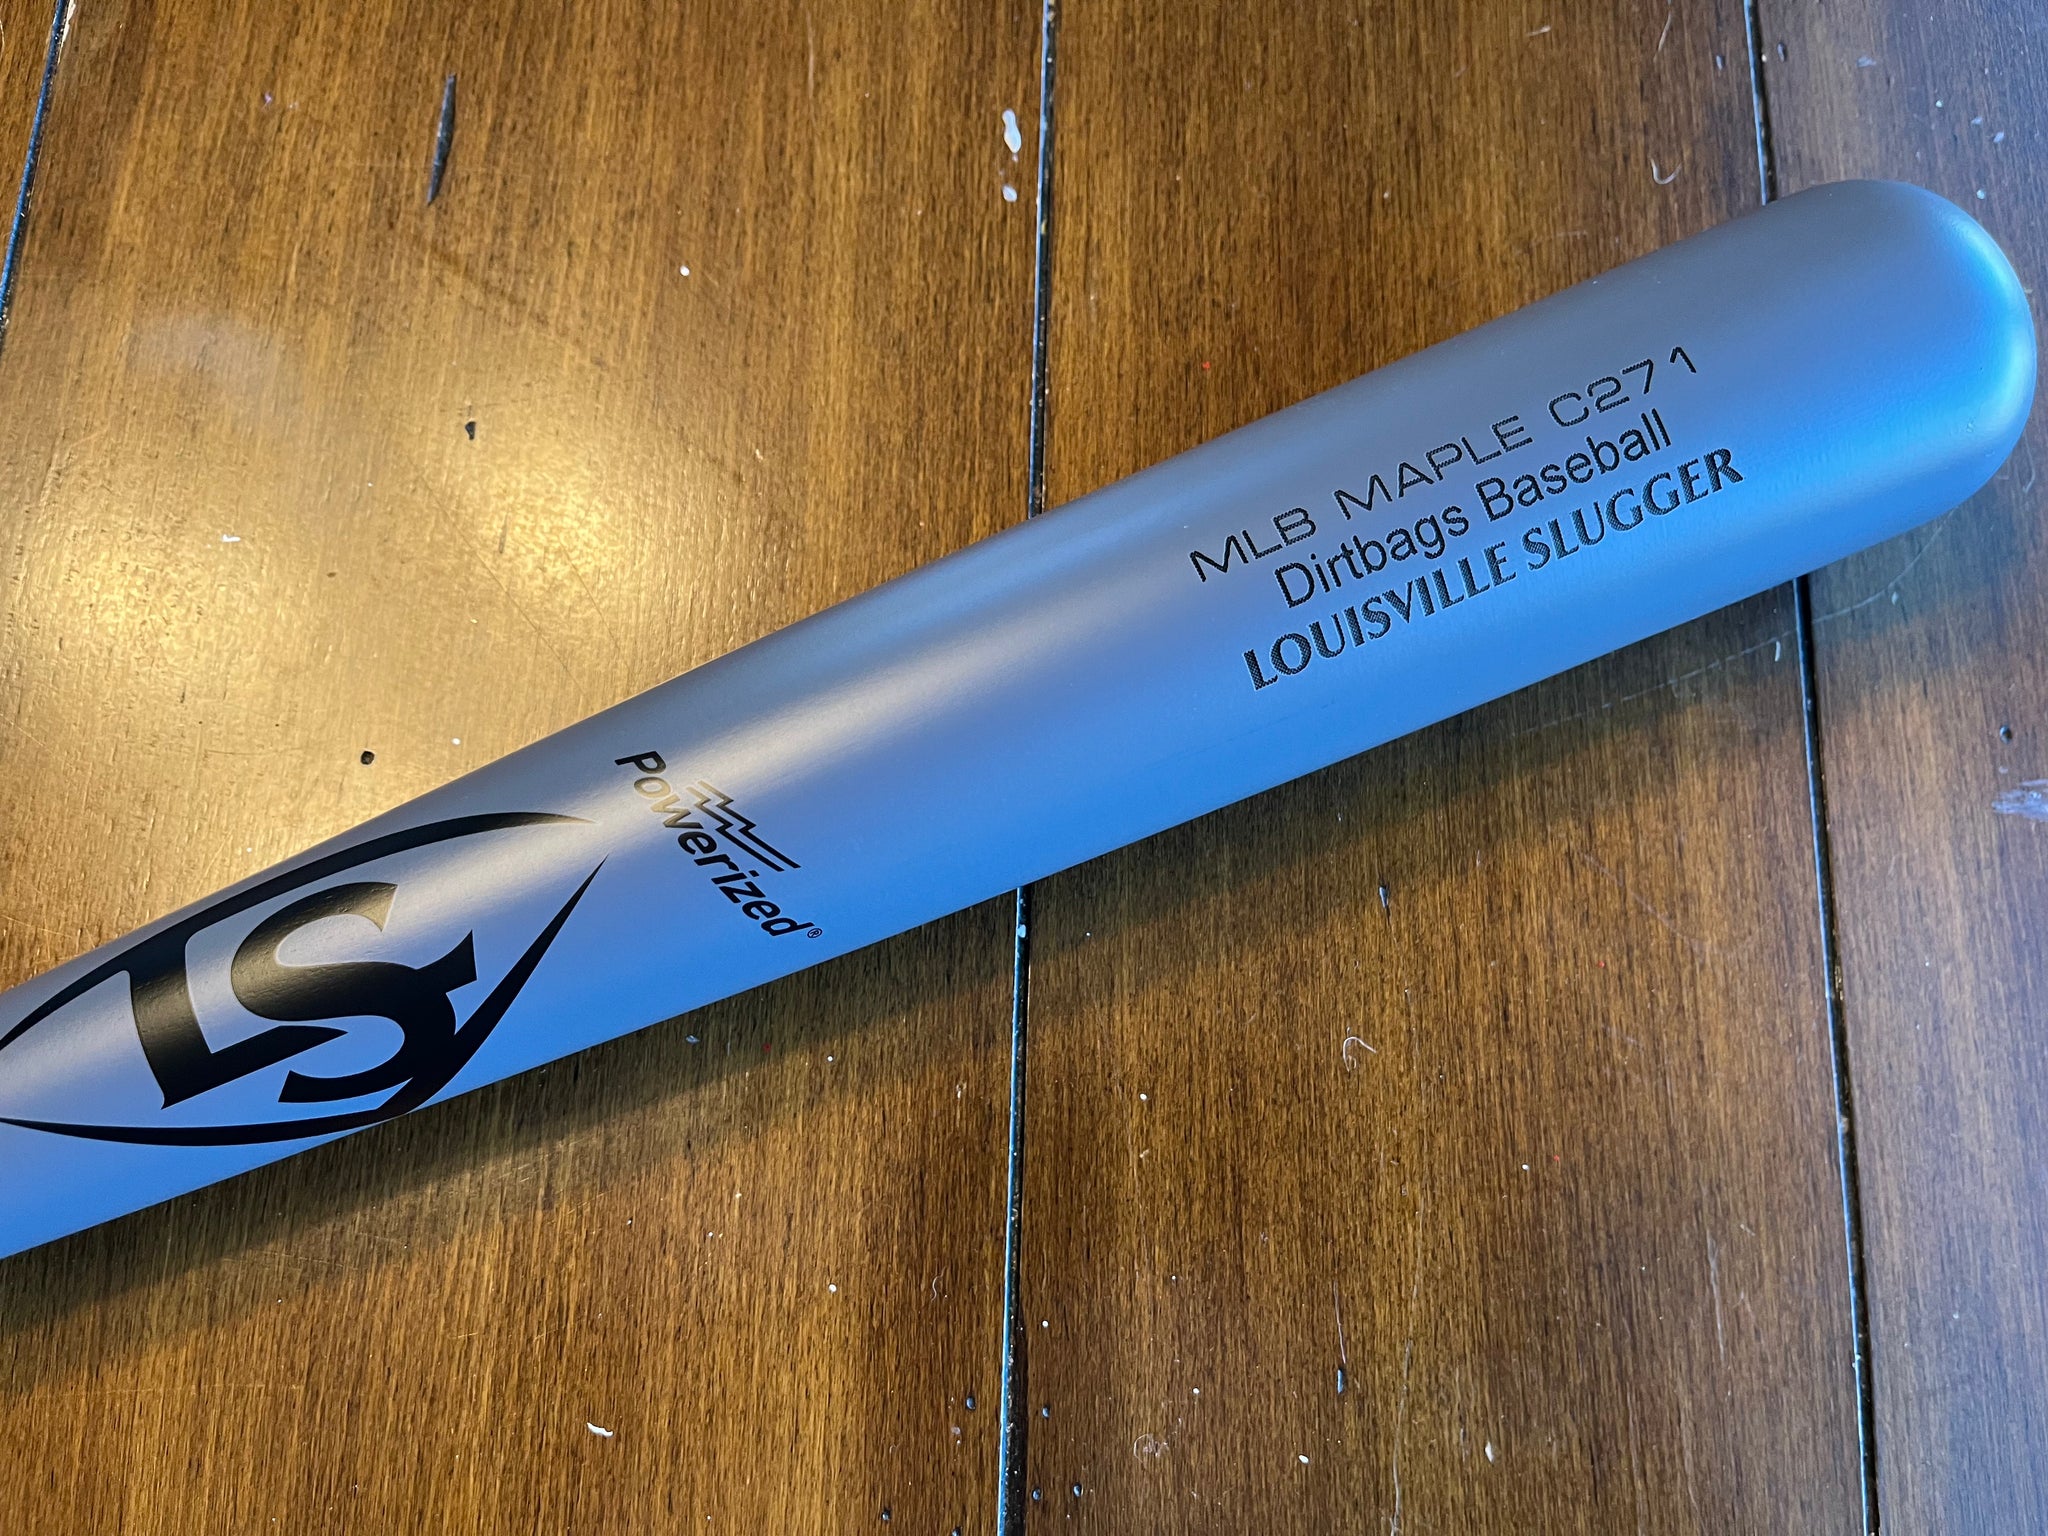 MLB MAPLE C271
Dirtbags Baseball
LOUISVILLE SLUGGER
Powerized®
LS